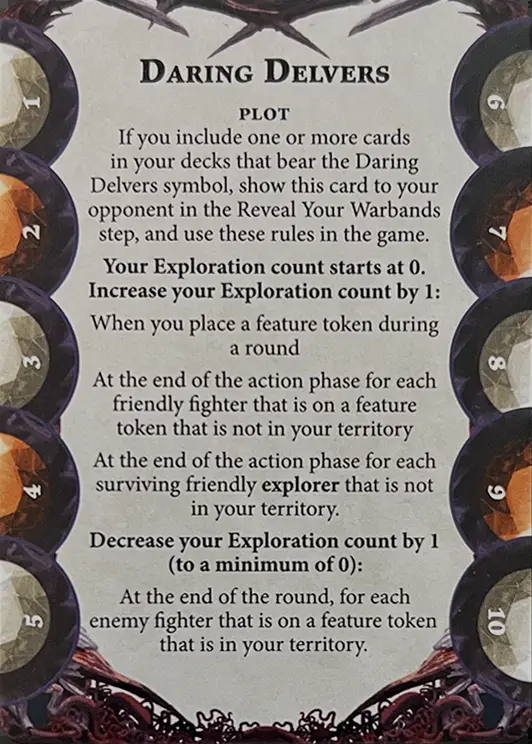 DARING DELVERS
PLOT
If you include one or more cards
in your decks that bear the Daring
Delvers symbol, show this card to your
opponent in the Reveal Your Warbands
step, and use these rules in the game.
Your Exploration count starts at 0.
Increase your Exploration count by 1:
When you place a feature token during
a round
At the end of the action phase for each
friendly fighter that is on a feature
token that is not in your territory
At the end of the action phase for each
surviving friendly explorer that is not
in your territory.
Decrease your Exploration count by 1
(to a minimum of 0):
At the end of the round, for each
enemy fighter that is on a feature token
that is in your territory.
1
2
3
4
5
6
7
8
9
10